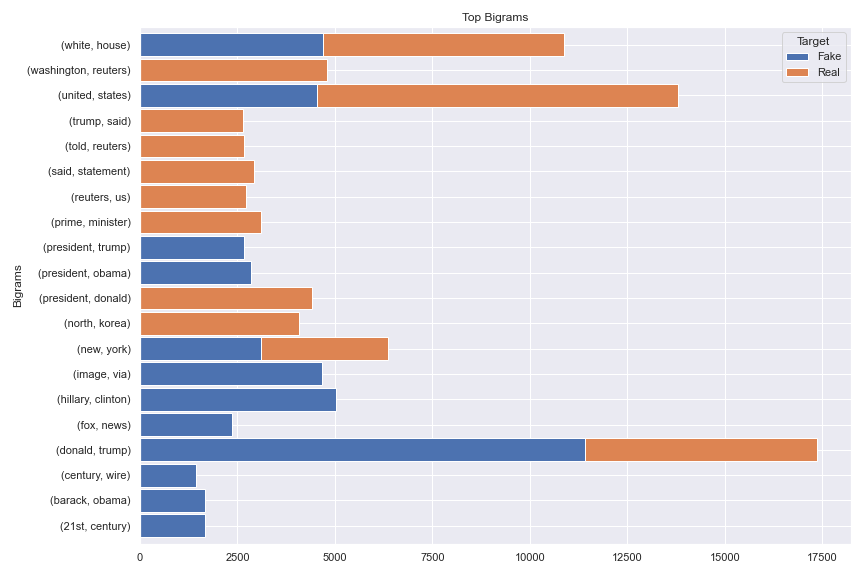 Top Bigrams
Target
Fake
Real
Bigrams
(white, house)
(washington, reuters)
(united, states)
(trump, said)
(told, reuters)
(said, statement)
(reuters, us)
(prime, minister)
(president, trump)
(president, obama)
(president, donald)
(north, korea)
(new, york)
(image, via)
(hillary, clinton)
(fox, news)
(donald, trump)
(century, wire)
(barack, obama)
(21st, century)
0 2500 5000 7500 10000 12500 15000 17500